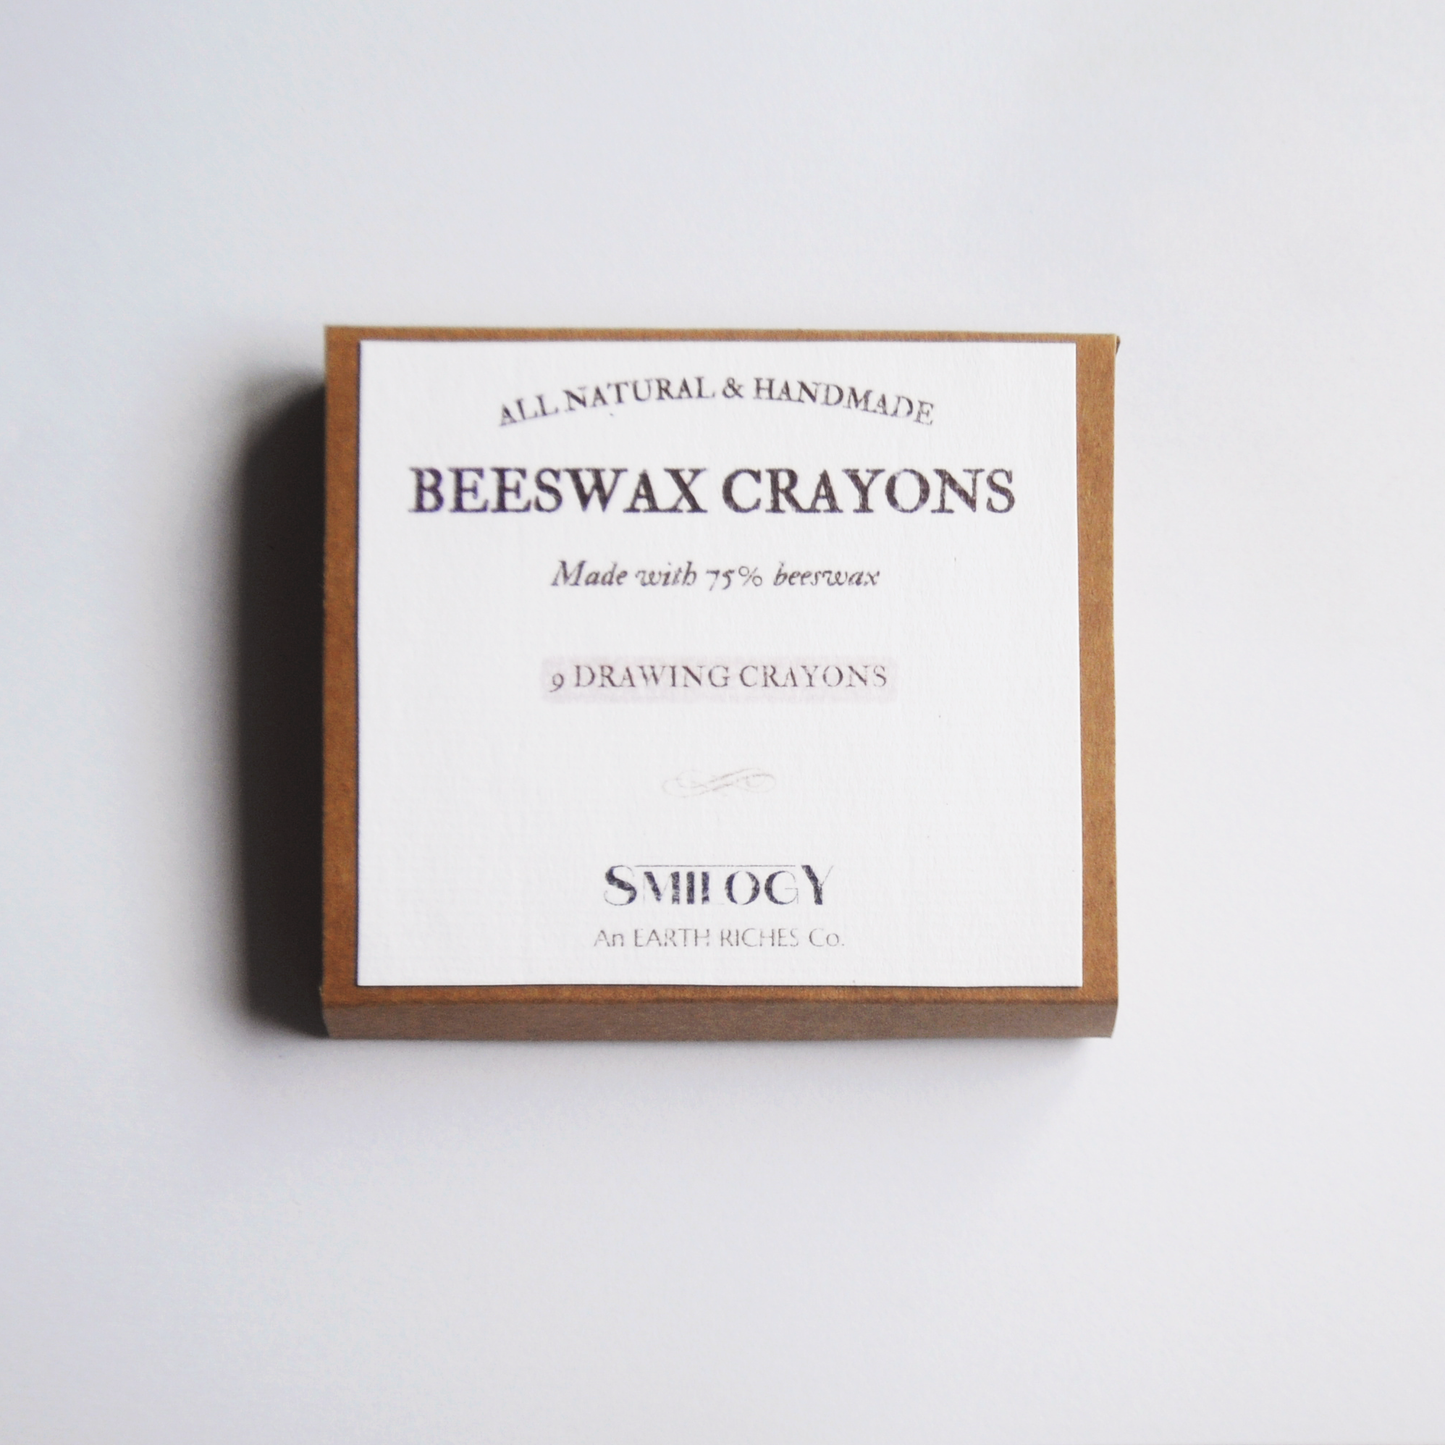 ALL NATURAL & HANDMADE
BEESWAX CRAYONS
Made with 75% beeswax
9 DRAWING CRAYONS
SMILOGY
An EARTH RICHES Co.